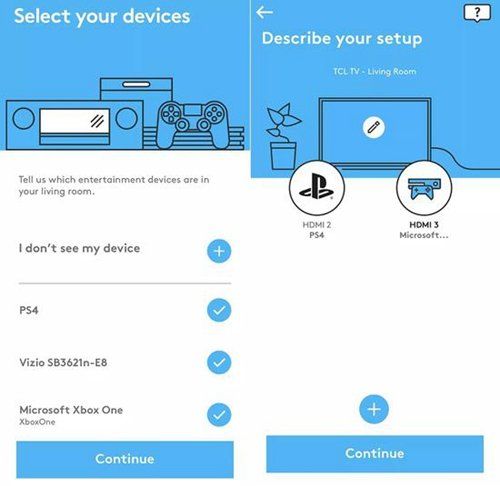 Select your devices
Tell us which entertainment devices are in
your living room.
I don't see my device
PS4
Vizio SB3621n-E8
Microsoft Xbox One
XboxOne
Continue
?
Describe your setup
TCL TV - Living Room
HDMI 2
PS4
HDMI 3
Microsoft...
Continue